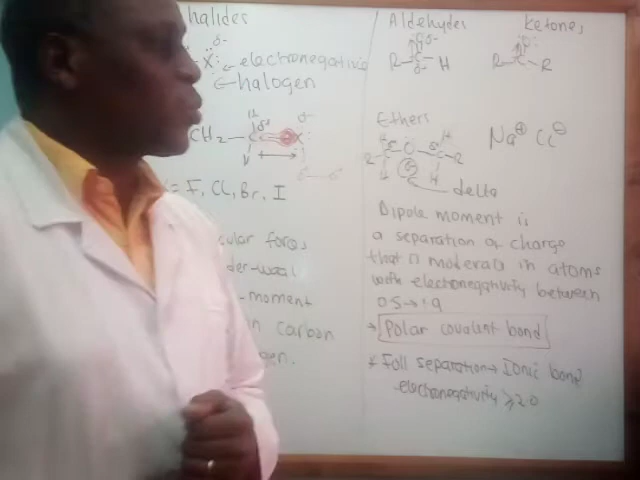 halides
δ-
X: electronegative
halogen
H δ-
CH2 — C X:
= F, Cl, Br, I
cular forces
der-waal
-moment
n carbon
gen.
Aldehydes
R C H
Ketones
R C R
Ethers
R C O C R
H H
delta
Na⊕ Cl⊖
Dipole moment is
a separation of charge
that is moderate in atoms
with electronegativity between
0.5→1.9
→ Polar covalent bond
* Full separation → Ionic bond
electronegativity ≥ 2.0